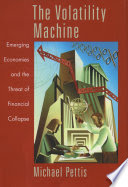 The Volatility
Machine
Emerging
Economies
and the
Threat of
Financial
Collapse
Michael Pettis